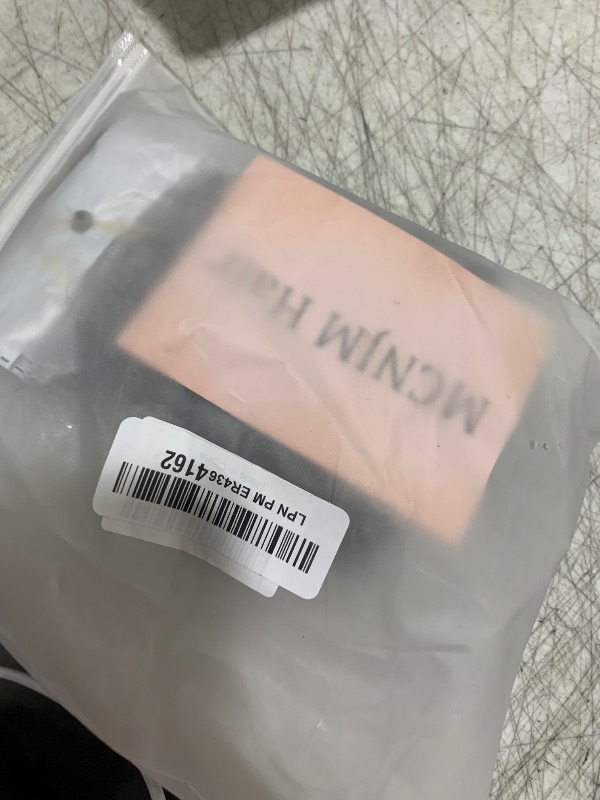 MCNJM Hair
LPN PM ER4364162